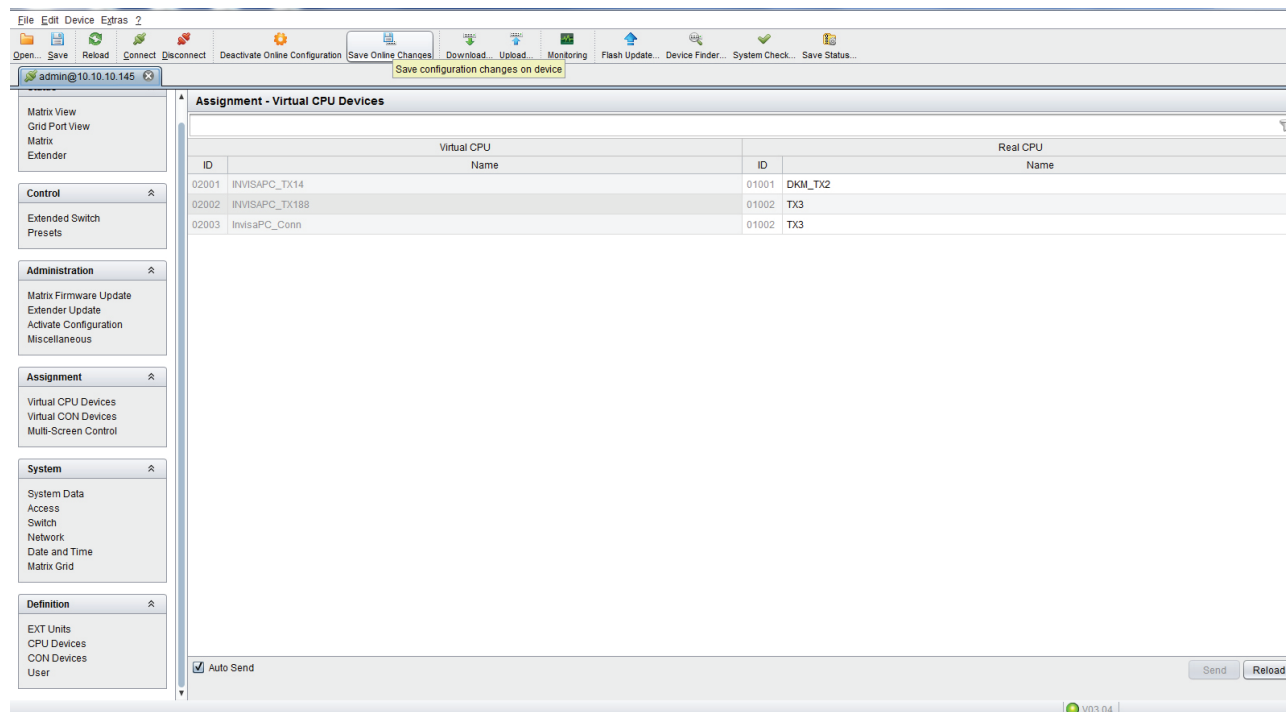 File Edit Device Extras ?
Open... Save Reload Connect Disconnect Deactivate Online Configuration Save Online Changes Download... Upload... Monitoring Flash Update... Device Finder... System Check... Save Status...
Save configuration changes on device
admin@10.10.10.145
Status
Matrix View
Grid Port View
Matrix
Extender
Control
Extended Switch
Presets
Administration
Matrix Firmware Update
Extender Update
Activate Configuration
Miscellaneous
Assignment
Virtual CPU Devices
Virtual CON Devices
Multi-Screen Control
System
System Data
Access
Switch
Network
Date and Time
Matrix Grid
Definition
EXT Units
CPU Devices
CON Devices
User
Assignment - Virtual CPU Devices
Virtual CPU Real CPU
ID Name ID Name
02001 INVISAPC_TX14 01001 DKM_TX2
02002 INVISAPC_TX188 01002 TX3
02003 InvisaPC_Conn 01002 TX3
Auto Send Send Reload
V03.04